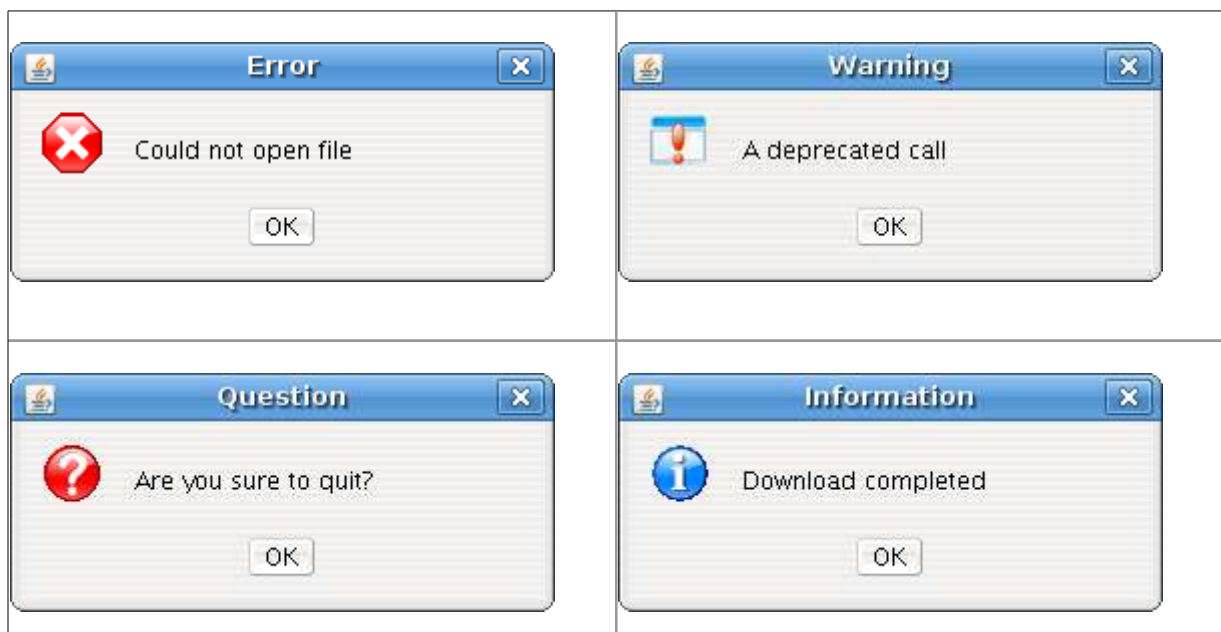 Error
Could not open file
OK
Warning
A deprecated call
OK
Question
Are you sure to quit?
OK
Information
Download completed
OK